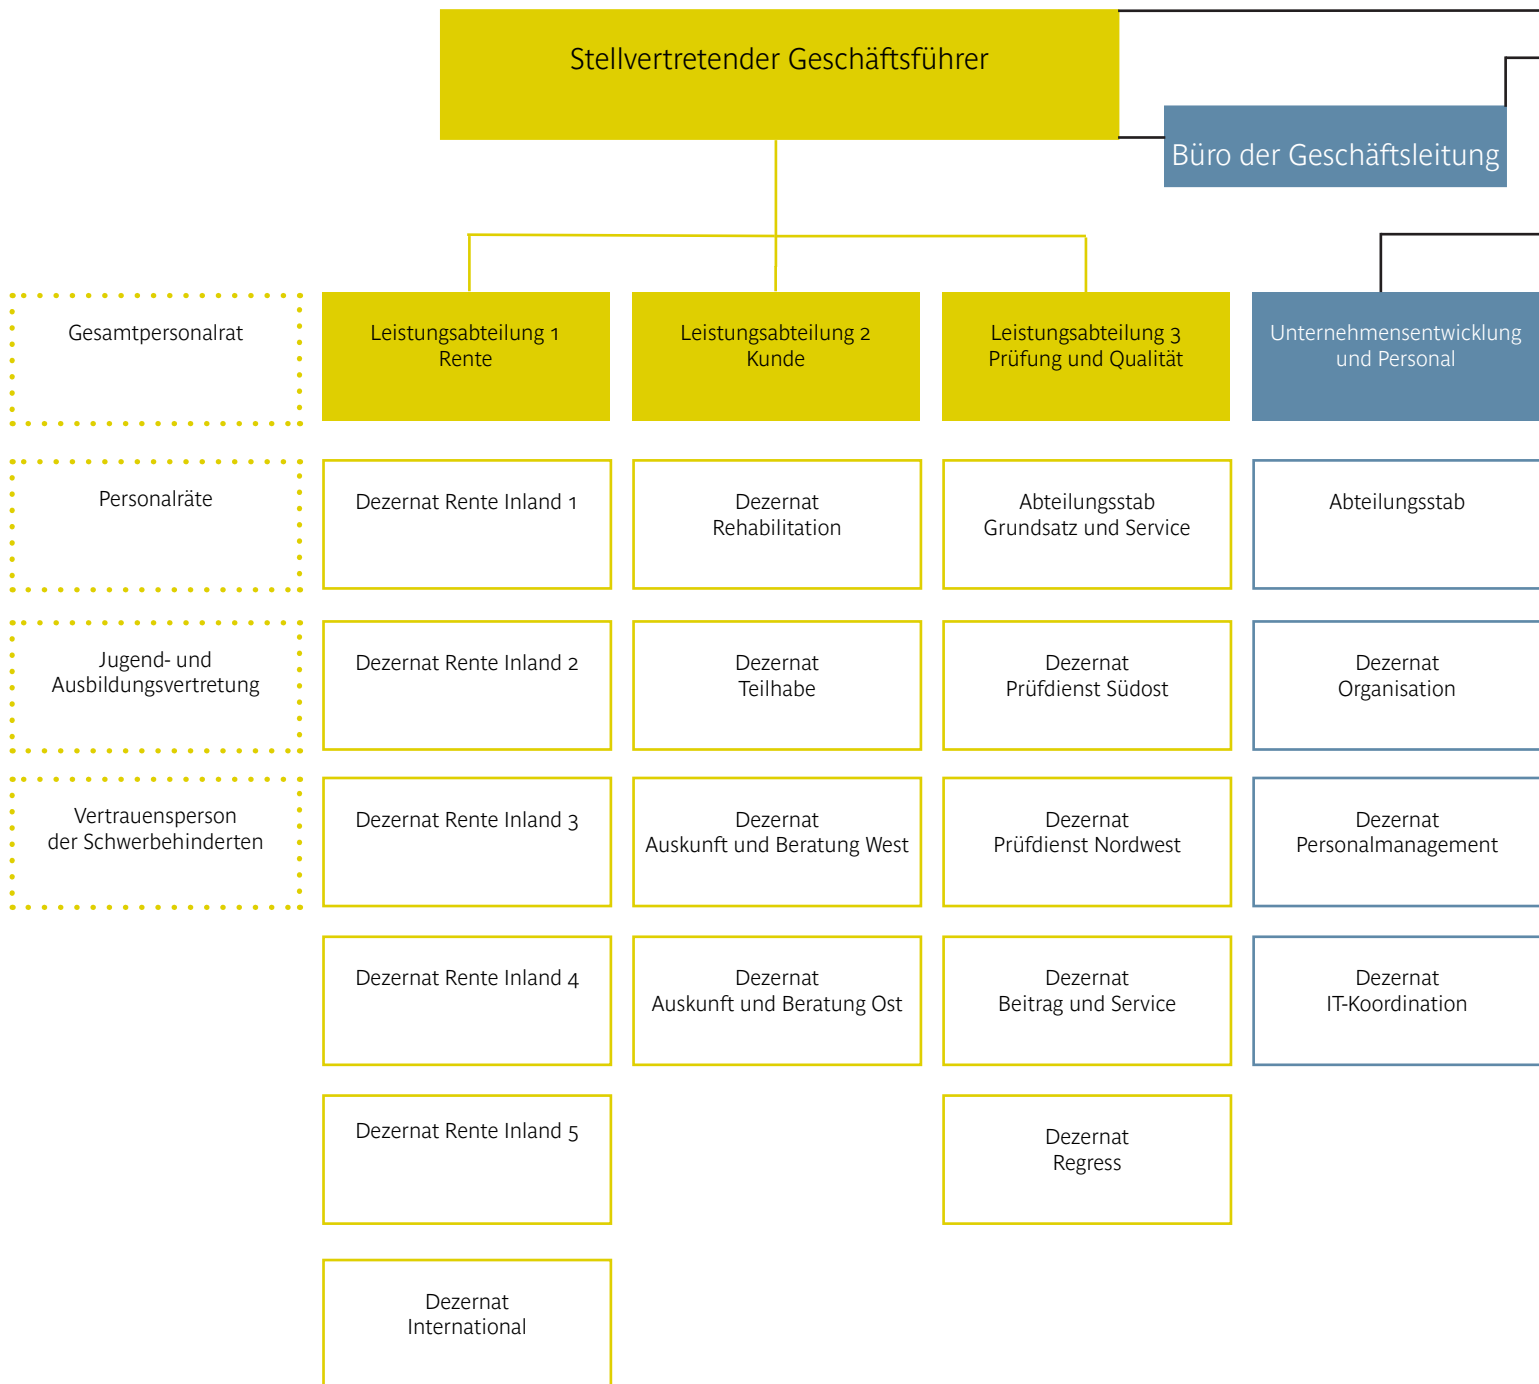 Stellvertretender Geschäftsführer
Büro der Geschäftsleitung
Gesamtpersonalrat
Leistungsabteilung 1
Rente
Leistungsabteilung 2
Kunde
Leistungsabteilung 3
Prüfung und Qualität
Unternehmensentwicklung
und Personal
Personalräte
Dezernat Rente Inland 1
Dezernat
Rehabilitation
Abteilungsstab
Grundsatz und Service
Abteilungsstab
Jugend- und
Ausbildungsvertretung
Dezernat Rente Inland 2
Dezernat
Teilhabe
Dezernat
Prüfdienst Südost
Dezernat
Organisation
Vertrauensperson
der Schwerbehinderten
Dezernat Rente Inland 3
Dezernat
Auskunft und Beratung West
Dezernat
Prüfdienst Nordwest
Dezernat
Personalmanagement
Dezernat Rente Inland 4
Dezernat
Auskunft und Beratung Ost
Dezernat
Beitrag und Service
Dezernat
IT-Koordination
Dezernat Rente Inland 5
Dezernat
Regress
Dezernat
International